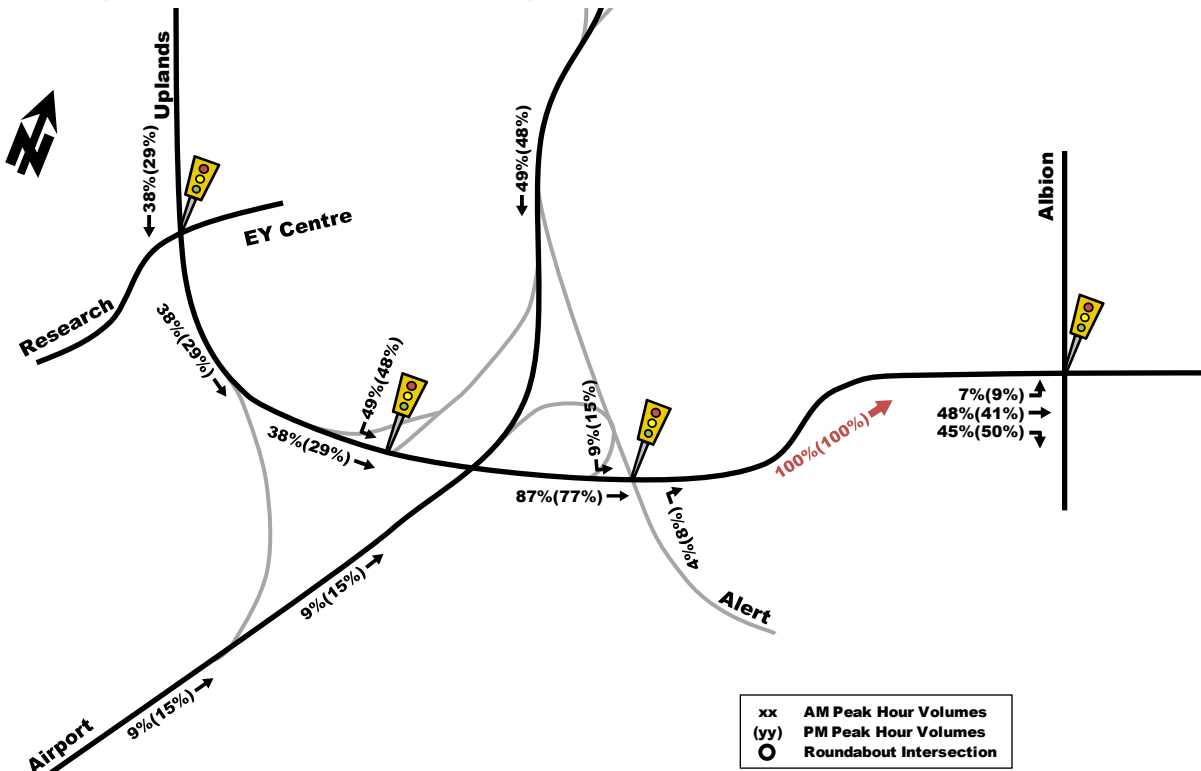 Uplands
38%(29%)
49%(48%)
N
Albion
EY Centre
Research
38%(29%)
49%(48%)
38%(29%)
9%(15%)
87%(77%)
4%(8%)
100%(100%)
7%(9%)
48%(41%)
45%(50%)
9%(15%)
Alert
9%(15%)
Airport
xx AM Peak Hour Volumes
(yy) PM Peak Hour Volumes
Roundabout Intersection